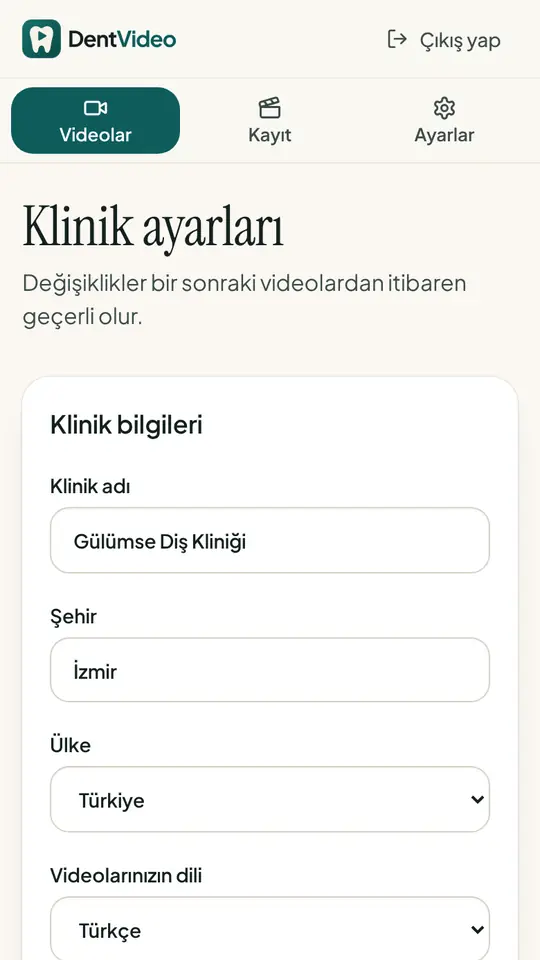 DentVideo
Çıkış yap
Videolar
Kayıt
Ayarlar
Klinik ayarları
Değişiklikler bir sonraki videolardan itibaren
geçerli olur.
Klinik bilgileri
Klinik adı
Gülümse Diş Kliniği
Şehir
İzmir
Ülke
Türkiye
Videolarınızın dili
Türkçe